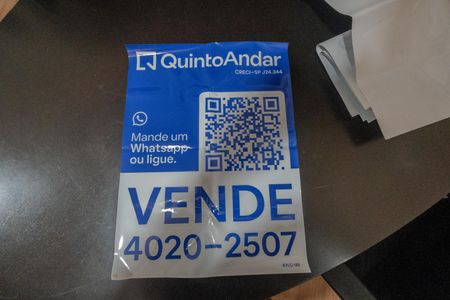 QuintoAndar
CRECI-SP J24.344
Mande um
Whatsapp
ou ligue.
VENDE
4020-2507